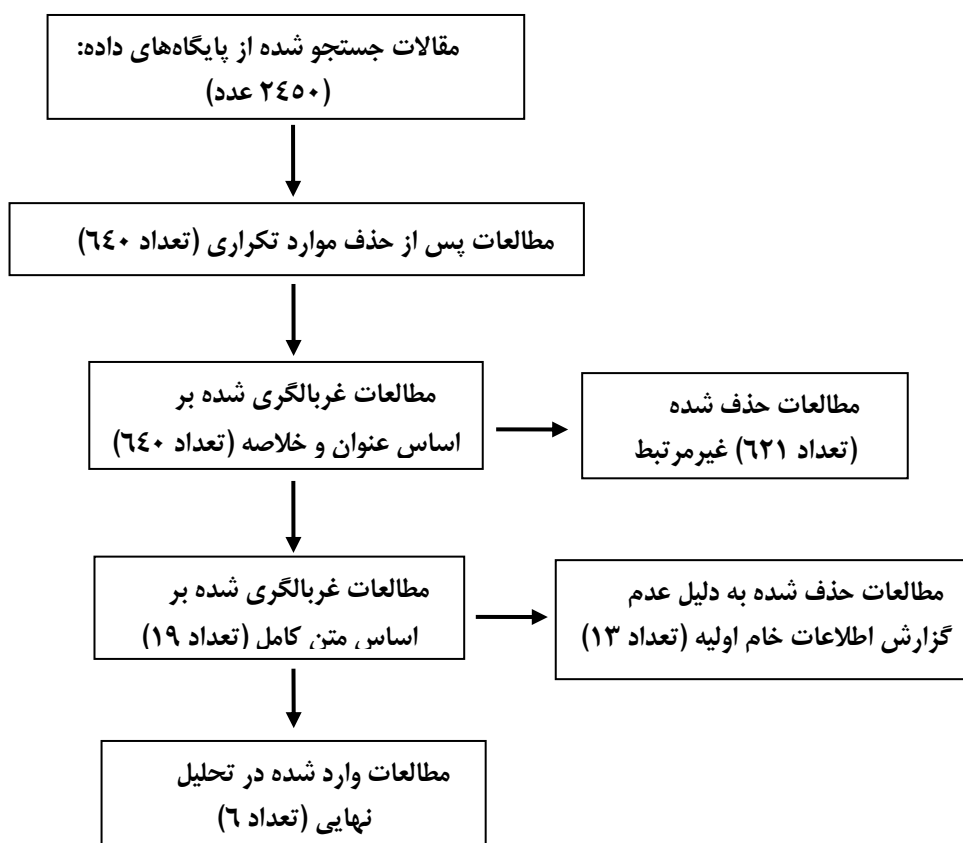 مقالات جستجو شده از پایگاه‌های داده:
(٢٤٥٠ عدد)
مطالعات پس از حذف موارد تکراری (تعداد ٦٤٠)
مطالعات غربالگری شده بر
اساس عنوان و خلاصه (تعداد ٦٤٠)
مطالعات حذف شده
(تعداد ٦٢١) غیرمرتبط
مطالعات غربالگری شده بر
اساس متن کامل (تعداد ١٩)
مطالعات حذف شده به دلیل عدم
گزارش اطلاعات خام اولیه (تعداد ١٣)
مطالعات وارد شده در تحلیل
نهایی (تعداد ٦)